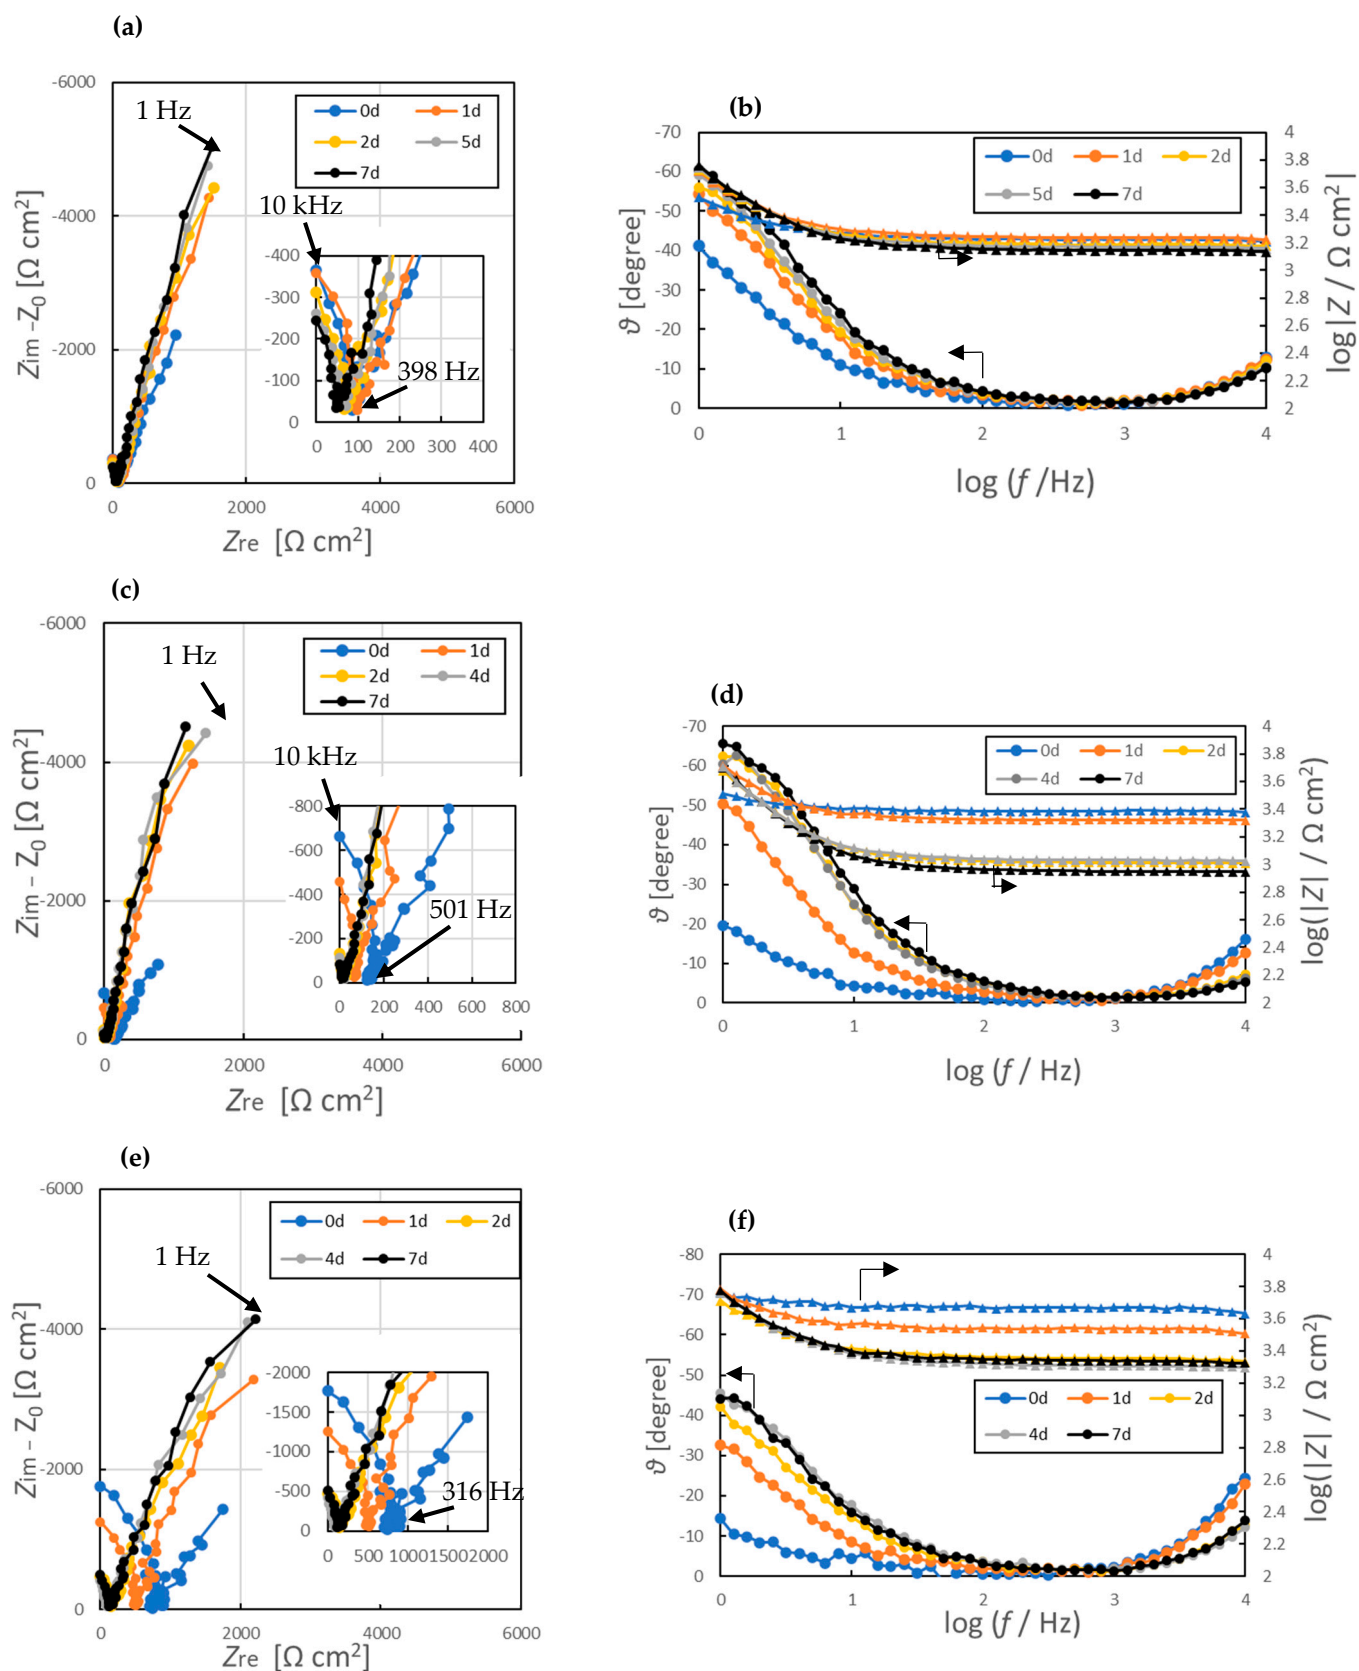 (a)
-6000
-4000
-2000
0
0 2000 4000 6000
Zim –Z0 [Ω cm2]
Zre [Ω cm2]
1 Hz
0d 1d
2d 5d
7d
10 kHz
-400
-300
-200
-100
0
0 100 200 300 400
398 Hz
(b)
-70
-60
-50
-40
-30
-20
-10
0
ϑ [degree]
0 1 2 3 4
log (f /Hz)
0d 1d 2d
5d 7d
4
3.8
3.6
3.4
3.2
3
2.8
2.6
2.4
2.2
2
log|Z / Ω cm2|
(c)
-6000
-4000
-2000
0
0 2000 4000 6000
Zim – Z0 [Ω cm2]
Zre [Ω cm2]
1 Hz
0d 1d
2d 4d
7d
10 kHz
-800
-600
-400
-200
0
0 200 400 600 800
501 Hz
(d)
-70
-60
-50
-40
-30
-20
-10
0
ϑ [degree]
0 1 2 3 4
log (f / Hz)
0d 1d 2d
4d 7d
4
3.8
3.6
3.4
3.2
3
2.8
2.6
2.4
2.2
2
log(|Z| / Ω cm2)
(e)
-6000
-4000
-2000
0
0 2000 4000 6000
Zim – Z0 [Ω cm2]
Zre [Ω cm2]
1 Hz
0d 1d 2d
4d 7d
-2000
-1500
-1000
-500
0
0 500 1000 1500 2000
316 Hz
(f)
-80
-70
-60
-50
-40
-30
-20
-10
0
ϑ [degree]
0 1 2 3 4
log (f / Hz)
0d 1d 2d
4d 7d
4
3.8
3.6
3.4
3.2
3
2.8
2.6
2.4
2.2
2
log(|Z| / Ω cm2)